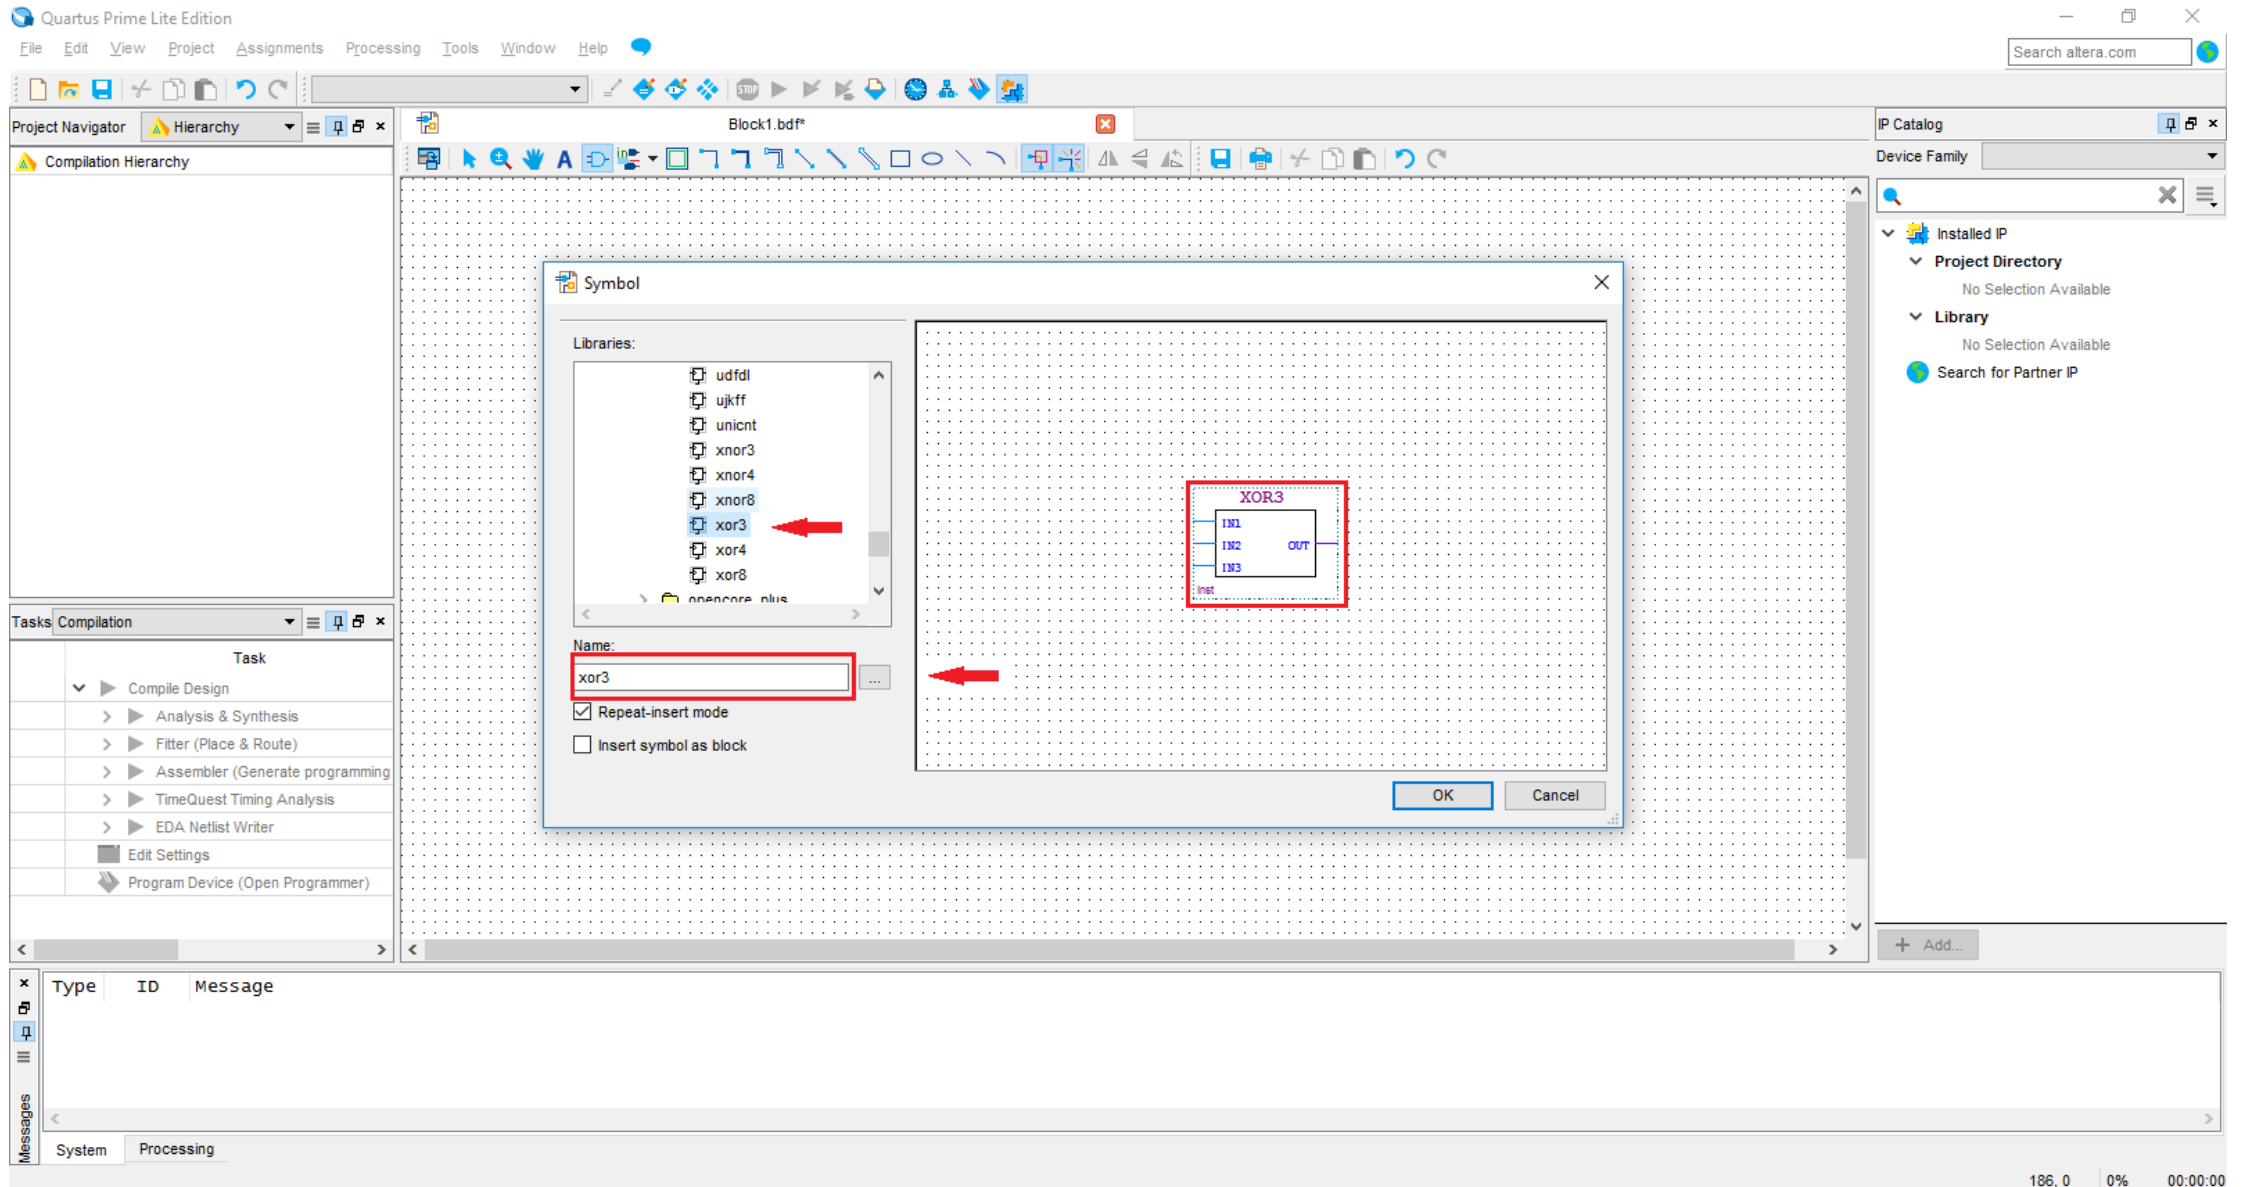 Quartus Prime Lite Edition
File Edit View Project Assignments Processing Tools Window Help
Search altera.com
STOP
Project Navigator Hierarchy
Block1.bdf*
IP Catalog
Compilation Hierarchy
A in
Device Family
Installed IP
Project Directory
No Selection Available
Library
No Selection Available
Search for Partner IP
Symbol
Libraries:
udfdl
ujkff
unicnt
xnor3
xnor4
xnor8
xor3
xor4
xor8
opencore_plus
XOR3
IN1
IN2 OUT
IN3
inst
Name:
xor3
...
Repeat-insert mode
Insert symbol as block
OK Cancel
Tasks Compilation
Task
Compile Design
Analysis & Synthesis
Fitter (Place & Route)
Assembler (Generate programming
TimeQuest Timing Analysis
EDA Netlist Writer
Edit Settings
Program Device (Open Programmer)
+ Add...
Type ID Message
Messages
System Processing
186, 0 0% 00:00:00